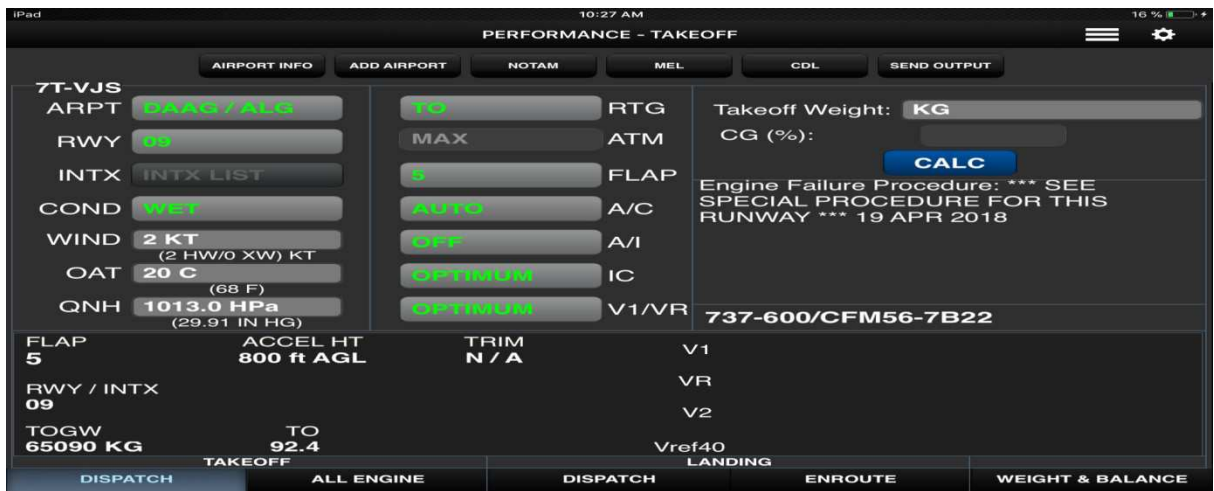 iPad 10:27 AM 16 %
PERFORMANCE - TAKEOFF
AIRPORT INFO ADD AIRPORT NOTAM MEL CDL SEND OUTPUT
7T-VJS
ARPT DAAG / ALG TO RTG
RWY 09 MAX ATM
INTX INTX LIST 5 FLAP
COND WET AUTO A/C
WIND 2 KT OFF A/I
(2 HW/0 XW) KT
OAT 20 C OPTIMUM IC
(68 F)
QNH 1013.0 HPa OPTIMUM V1/VR
(29.91 IN HG)
Takeoff Weight: KG
CG (%):
CALC
Engine Failure Procedure: *** SEE
SPECIAL PROCEDURE FOR THIS
RUNWAY *** 19 APR 2018
737-600/CFM56-7B22
FLAP ACCEL HT TRIM V1
5 800 ft AGL N / A
RWY / INTX VR
09
V2
TOGW TO
65090 KG 92.4 Vref40
TAKEOFF LANDING
DISPATCH ALL ENGINE DISPATCH ENROUTE WEIGHT & BALANCE